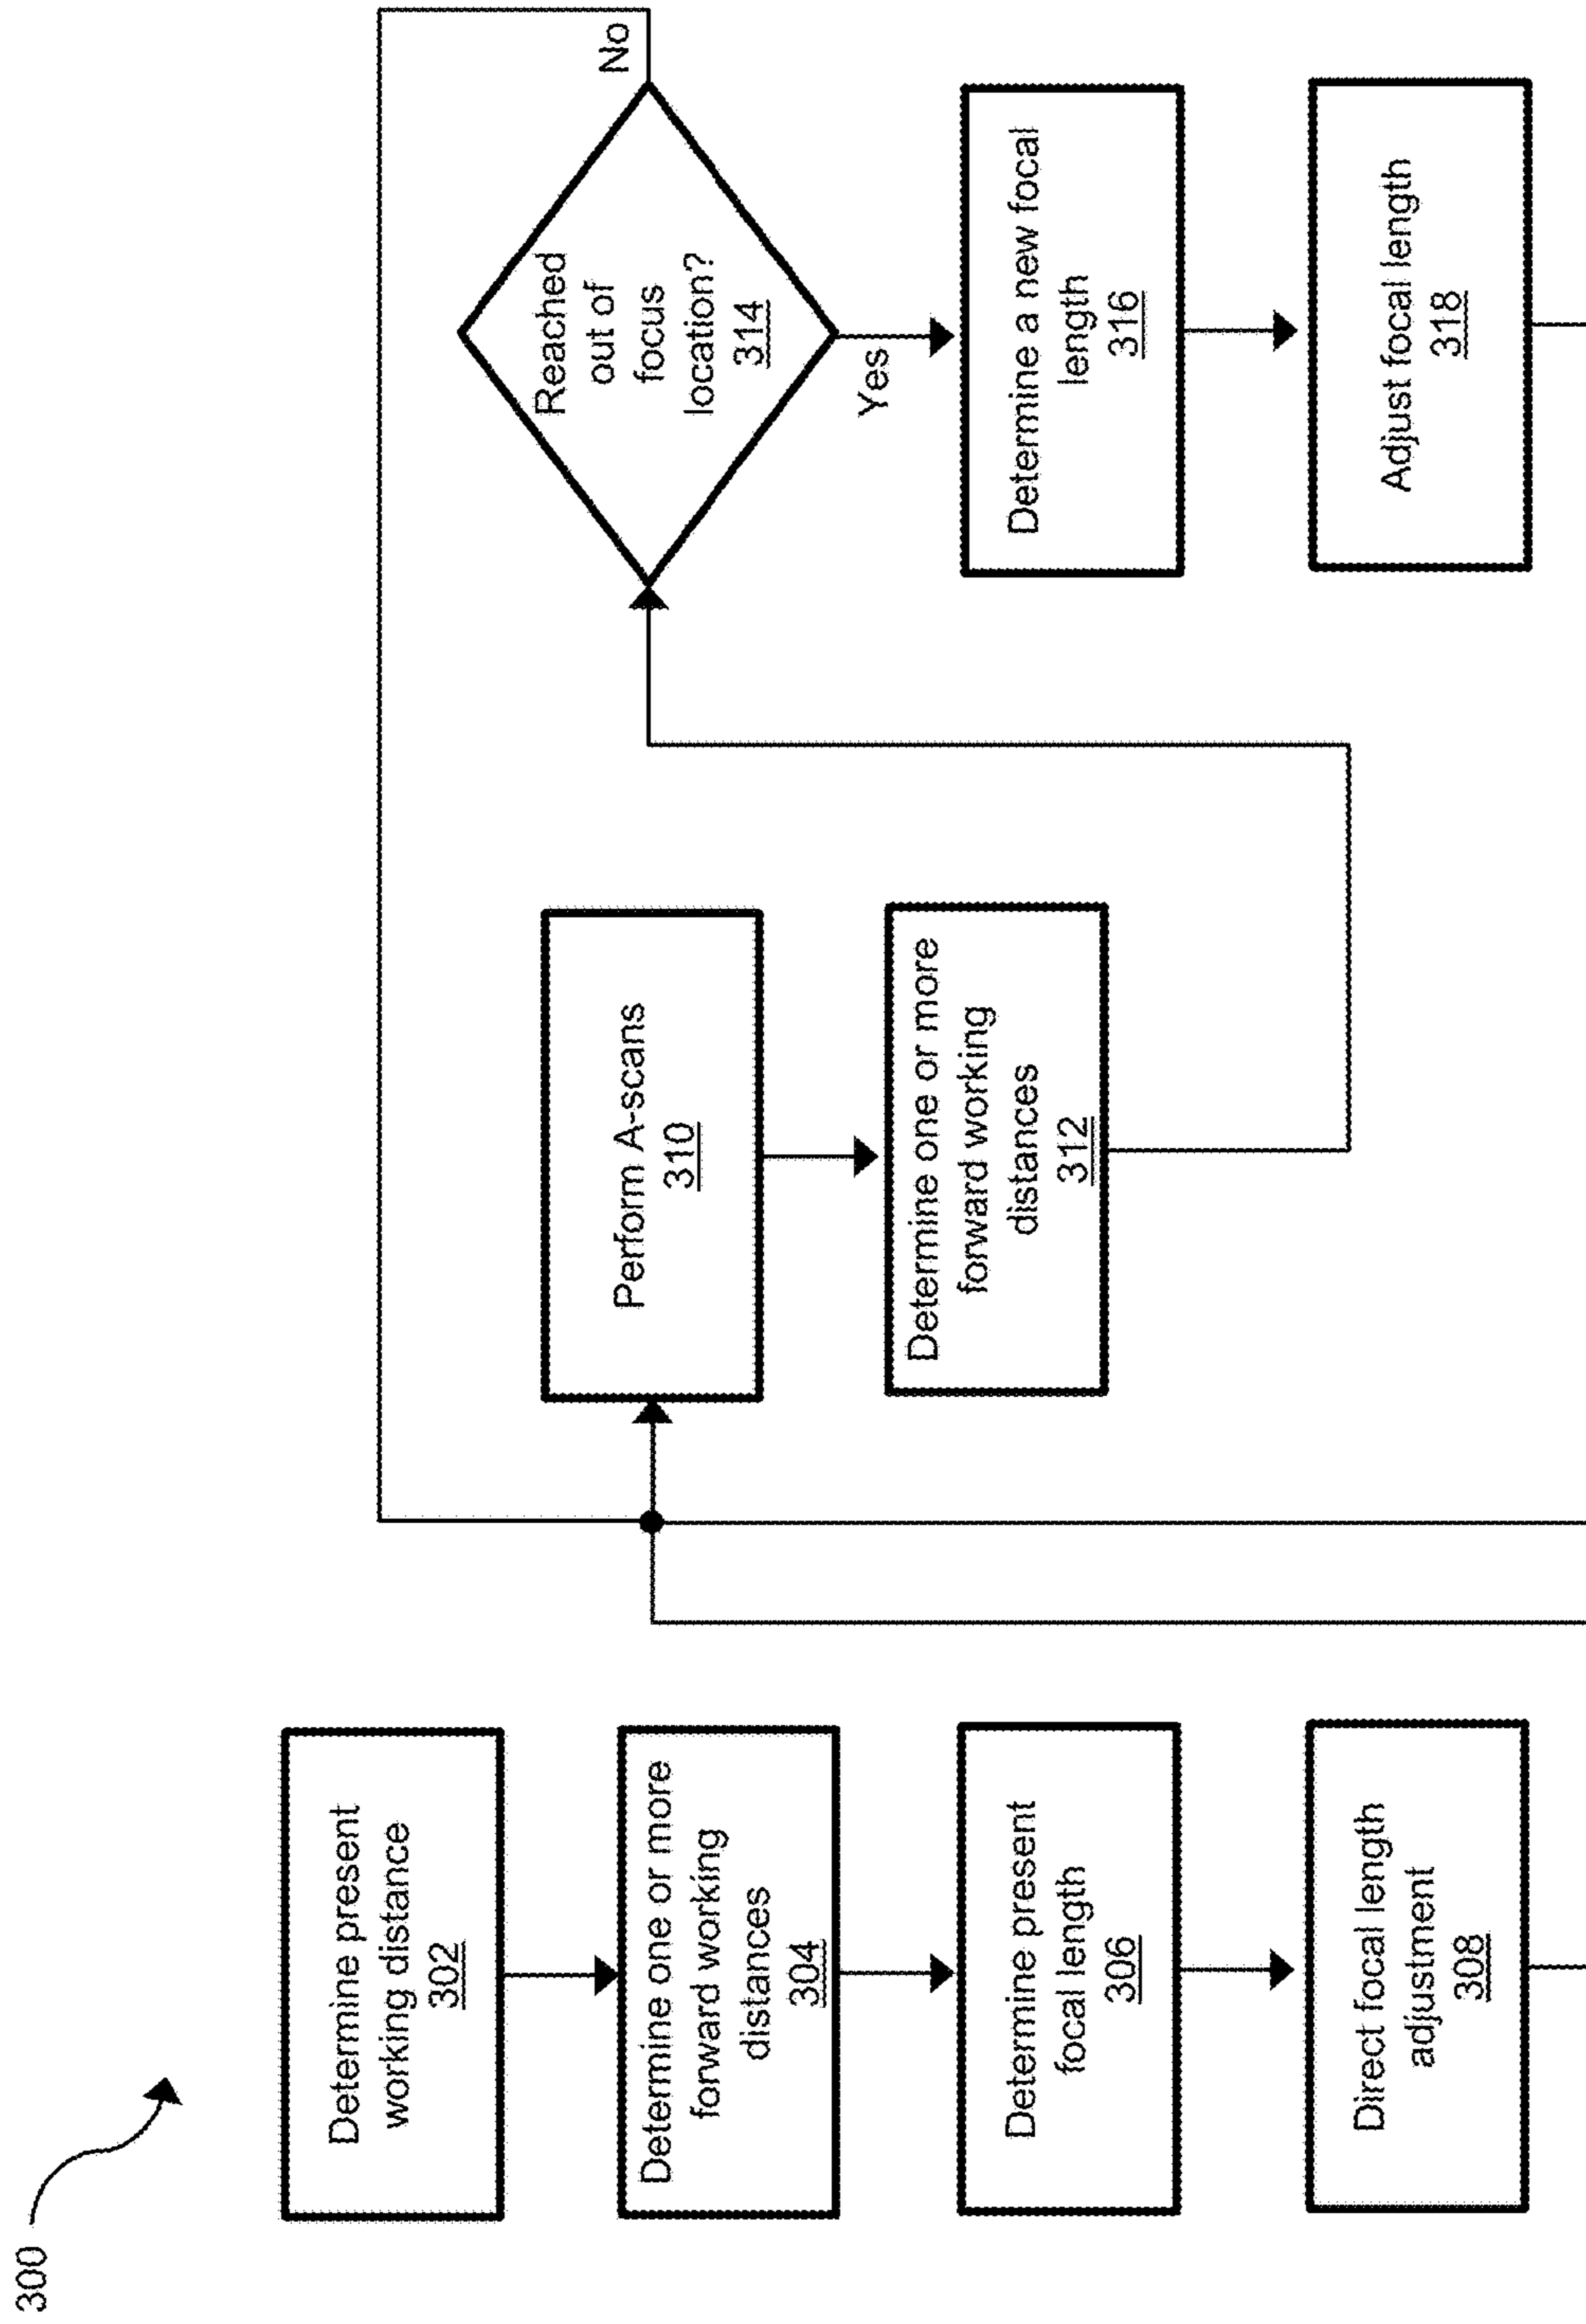 300
Determine present
working distance
302
Determine one or more
forward working
distances
304
Determine present
focal length
306
Direct focal length
adjustment
308
Perform A-scans
310
Determine one or more
forward working
distances
312
Reached
out of
focus
location?
314
No
Yes
Determine a new focal
length
316
Adjust focal length
318